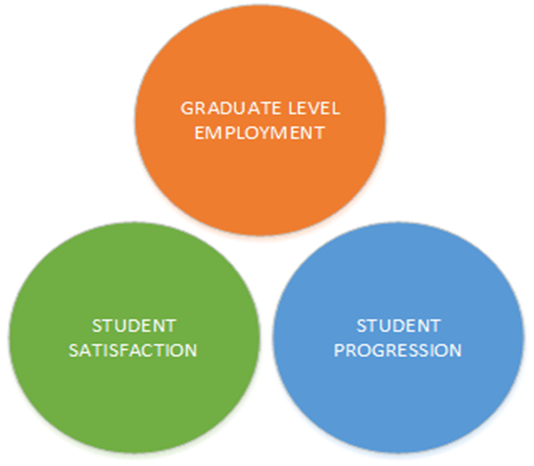 GRADUATE LEVEL
EMPLOYMENT
STUDENT
SATISFACTION
STUDENT
PROGRESSION